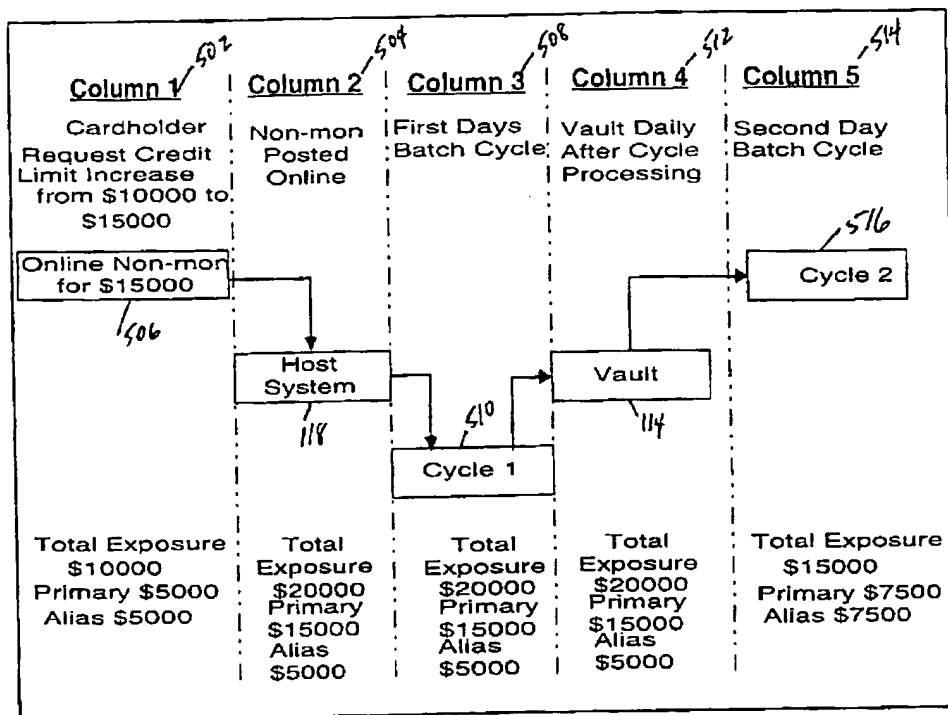 502
504
508
512
514
Column 1
Column 2
Column 3
Column 4
Column 5
Cardholder
Request Credit
Limit Increase
from $10000 to
$15000
Non-mon
Posted
Online
First Days
Batch Cycle
Vault Daily
After Cycle
Processing
Second Day
Batch Cycle
Online Non-mon
for $15000
506
Host
System
118
510
Cycle 1
Vault
114
516
Cycle 2
Total Exposure
$10000
Primary $5000
Alias $5000
Total
Exposure
$20000
Primary
$15000
Alias
$5000
Total
Exposure
$20000
Primary
$15000
Alias
$5000
Total
Exposure
$20000
Primary
$15000
Alias
$5000
Total Exposure
$15000
Primary $7500
Alias $7500